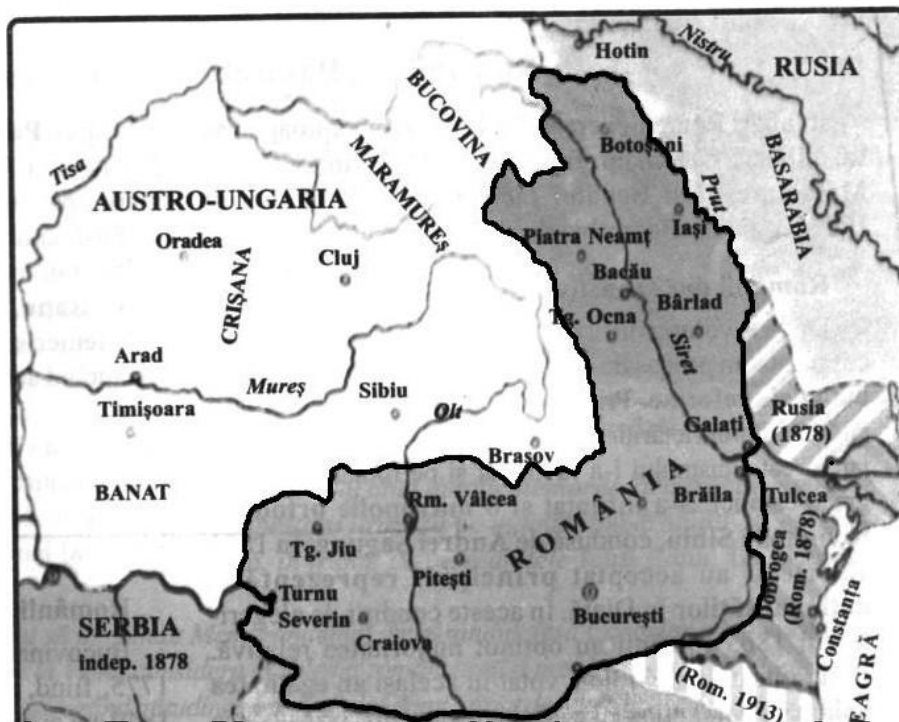 Hotin
Nistru
RUSIA
BUCOVINA
MARAMUREȘ
BASARABIA
Tisa
AUSTRO-UNGARIA
Botoșani
Prut
Iași
Oradea
CRIȘANA
Cluj
Piatra Neamț
Bacău
Bârlad
Tg. Ocna
Siret
Arad
Mureș
Timișoara
Sibiu
Olt
Brașov
Galați
Rusia
(1878)
BANAT
Rm. Vâlcea
ROMÂNIA
Brăila
Tulcea
Tg. Jiu
Pitești
Dobrogea
(Rom. 1878)
Constanța
Turnu
Severin
București
SERBIA
indep. 1878
Craiova
(Rom. 1913)
EAGRĂ